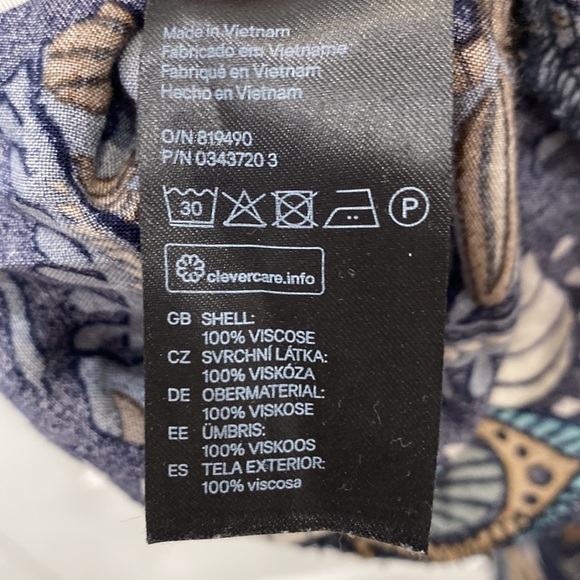 Made in Vietnam
Fabricado em Vietname
Fabriqué en Vietnam
Hecho en Vietnam
O/N 819490
P/N 0343720 3
30 P
clevercare.info
GB SHELL:
100% VISCOSE
CZ SVRCHNÍ LÁTKA:
100% VISKÓZA
DE OBERMATERIAL:
100% VISKOSE
EE ÜMBRIS:
100% VISKOOS
ES TELA EXTERIOR:
100% viscosa